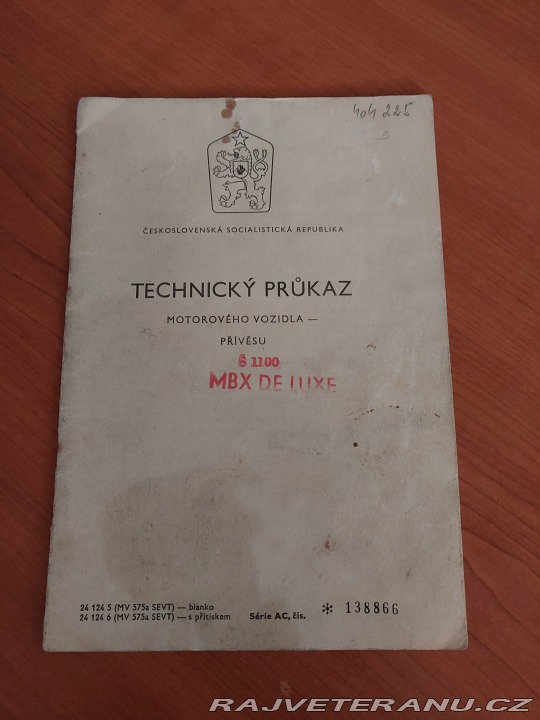 404 225
ČESKOSLOVENSKÁ SOCIALISTICKÁ REPUBLIKA
TECHNICKÝ PRŮKAZ
MOTOROVÉHO VOZIDLA —
PŘÍVĚSU
Š 1100
MBX DE LUXE
24 124 5 (MV 575a SEVT) — bianko
24 124 6 (MV 575a SEVT) — s přítiskem Série AC, čís. * 138866
RAJVETERANU.CZ